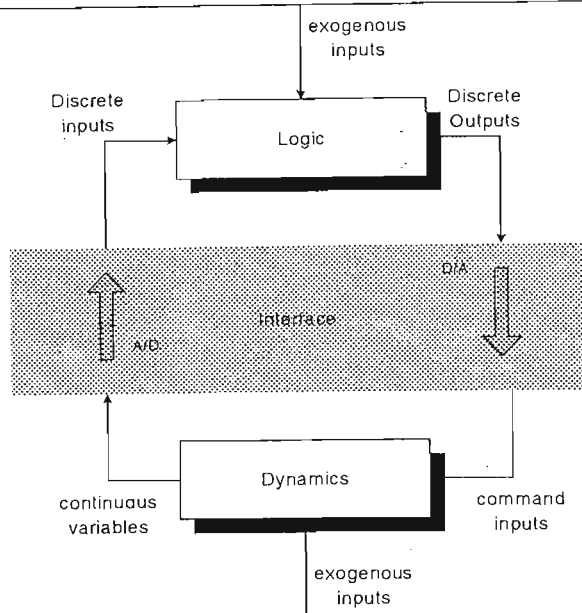 exogenous
inputs
Discrete
inputs
Discrete
Outputs
Logic
D/A
Interface
A/D
Dynamics
continuous
variables
command
inputs
exogenous
inputs